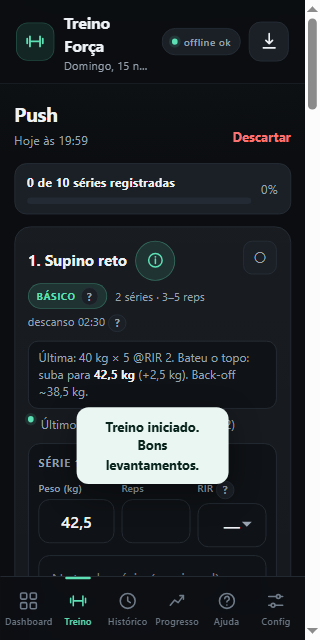 Treino
Força
Domingo, 15 n...
offline ok
Push
Hoje às 19:59
Descartar
0 de 10 séries registradas
0%
1. Supino reto
BÁSICO ?
2 séries · 3–5 reps
descanso 02:30 ?
Última: 40 kg × 5 @RIR 2. Bateu o topo:
suba para 42,5 kg (+2,5 kg). Back-off
~38,5 kg.
Último
Treino iniciado.
Bons
levantamentos.
SÉRIE
Peso (kg)
Reps
RIR ?
42,5
—
Dashboard
Treino
Histórico
Progresso
Ajuda
Config